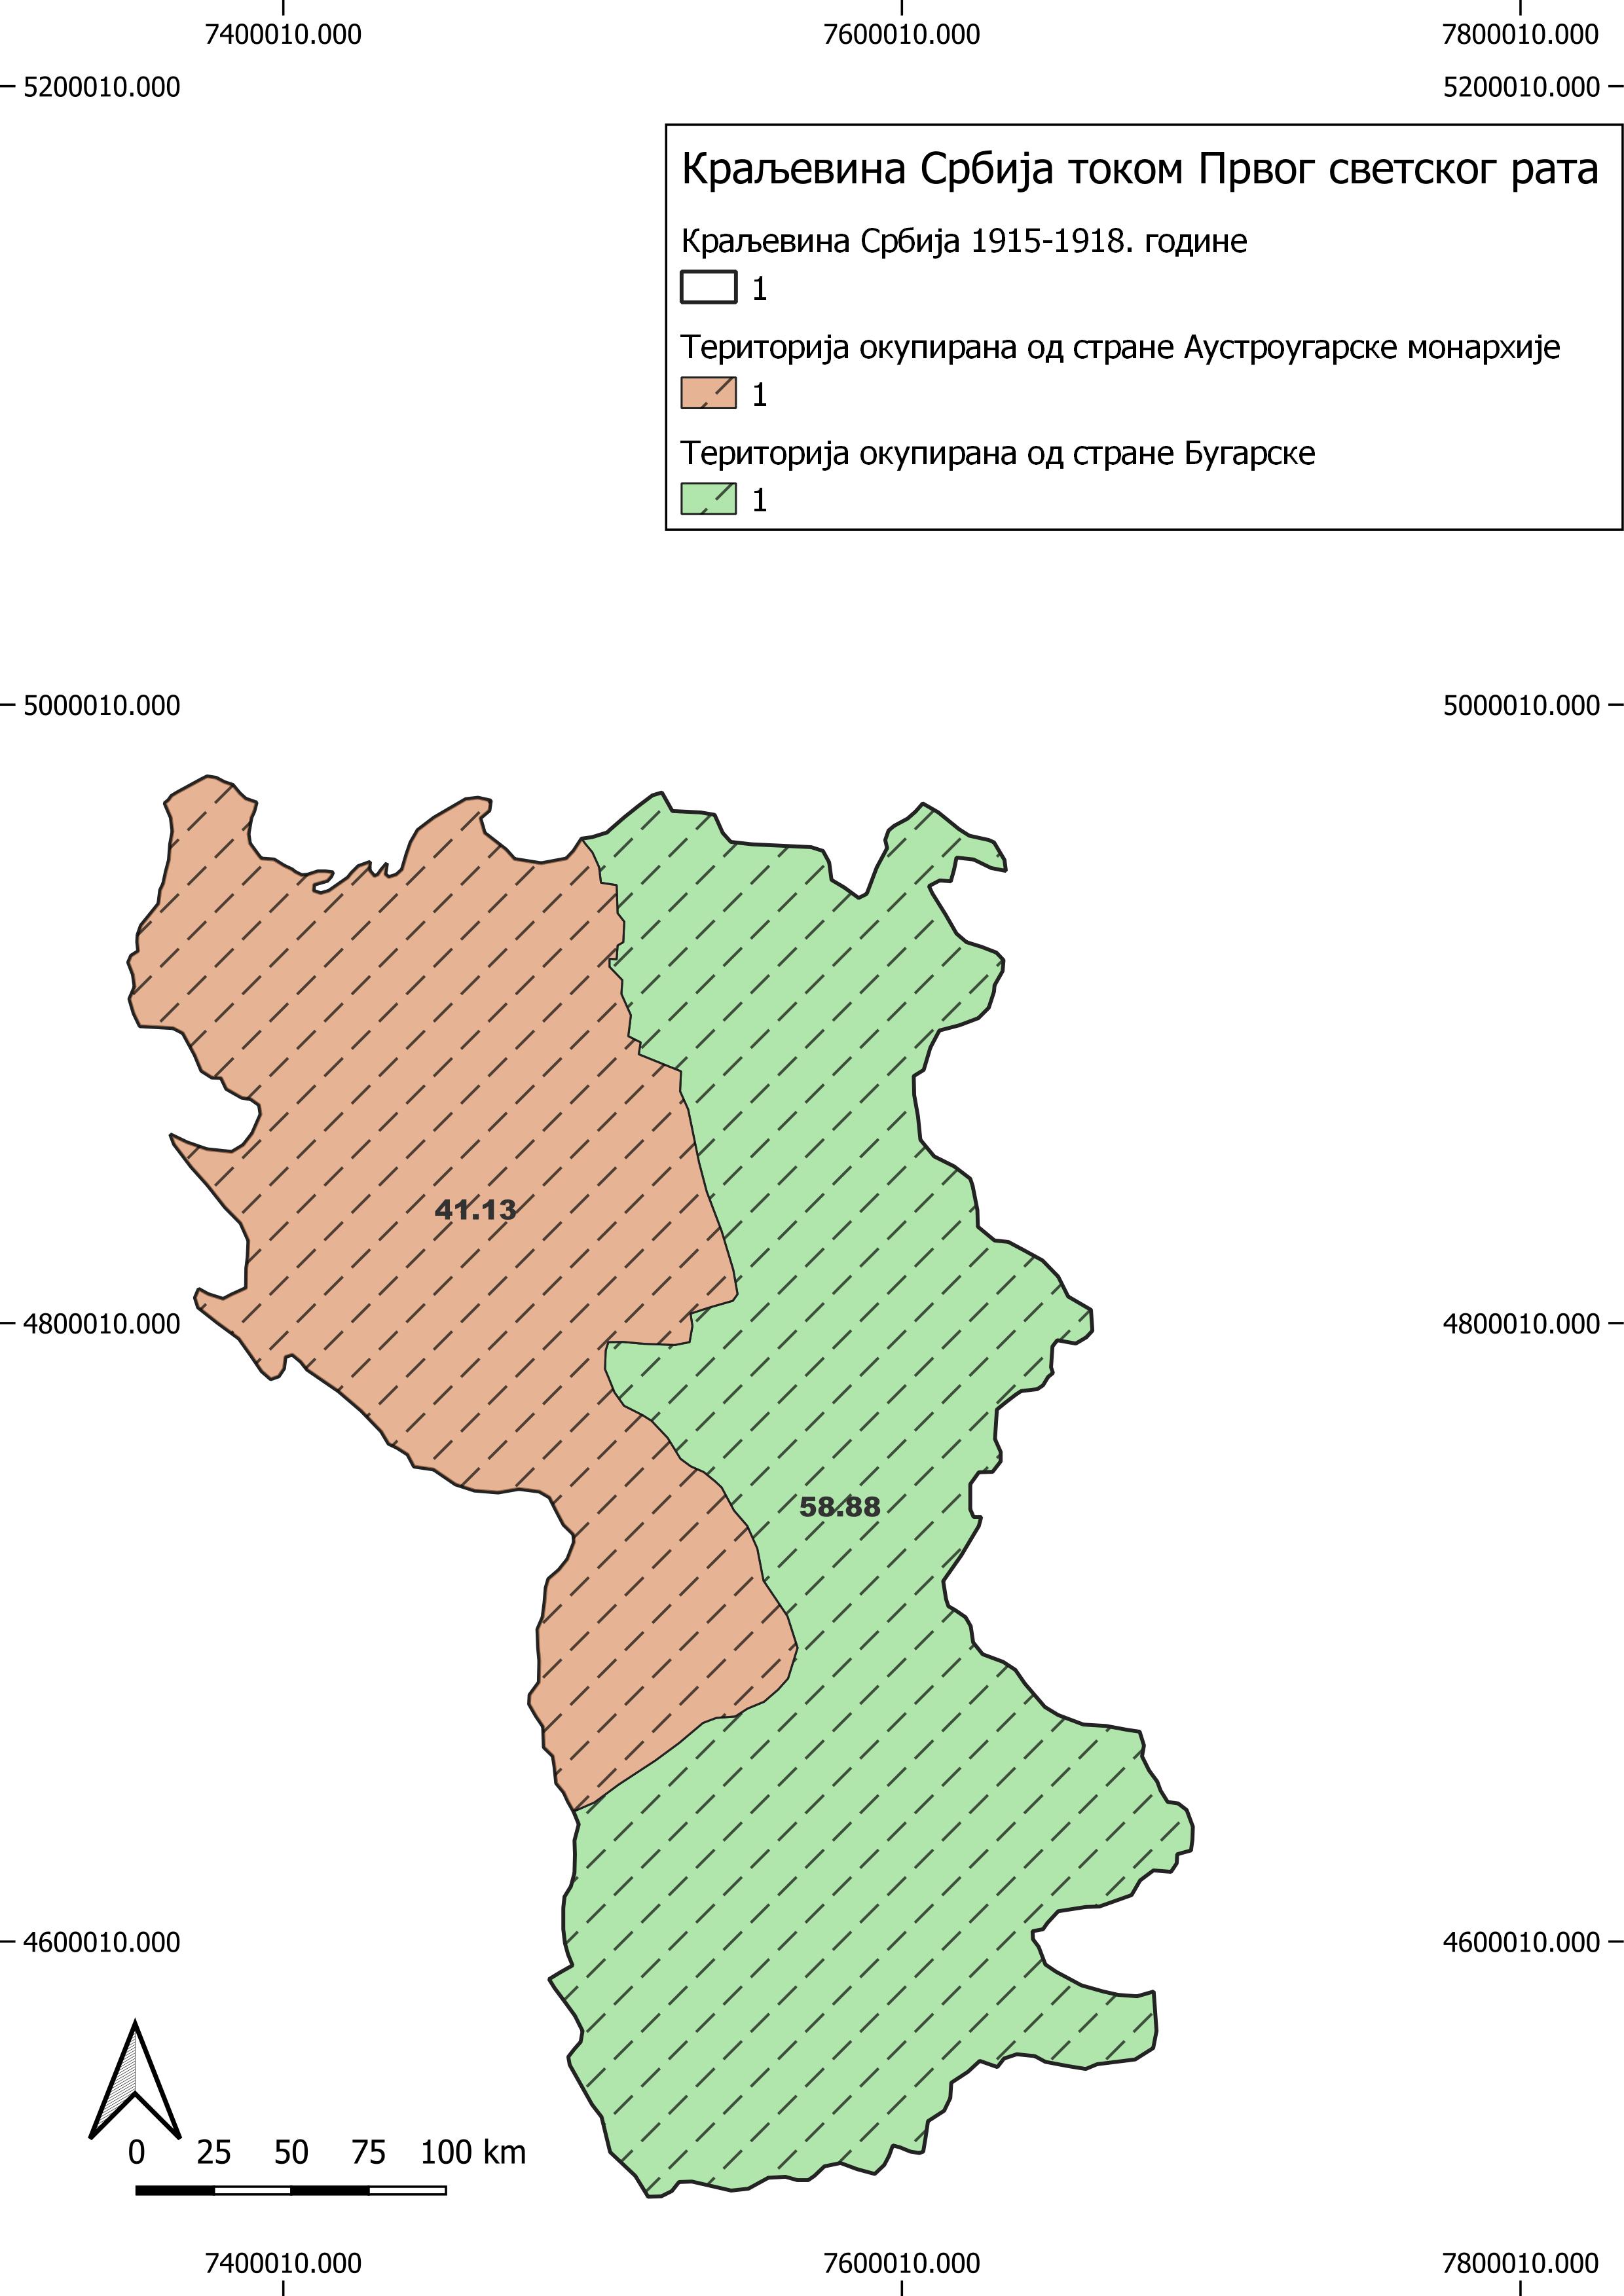 7400010.000 7600010.000 7800010.000
5200010.000 5200010.000
Краљевина Србија током Првог светског рата
Краљевина Србија 1915-1918. године
1
Територија окупирана од стране Аустроугарске монархије
1
Територија окупирана од стране Бугарске
1
5000010.000 5000010.000
41.13
4800010.000 4800010.000
58.88
4600010.000 4600010.000
0 25 50 75 100 km
7400010.000 7600010.000 7800010.000